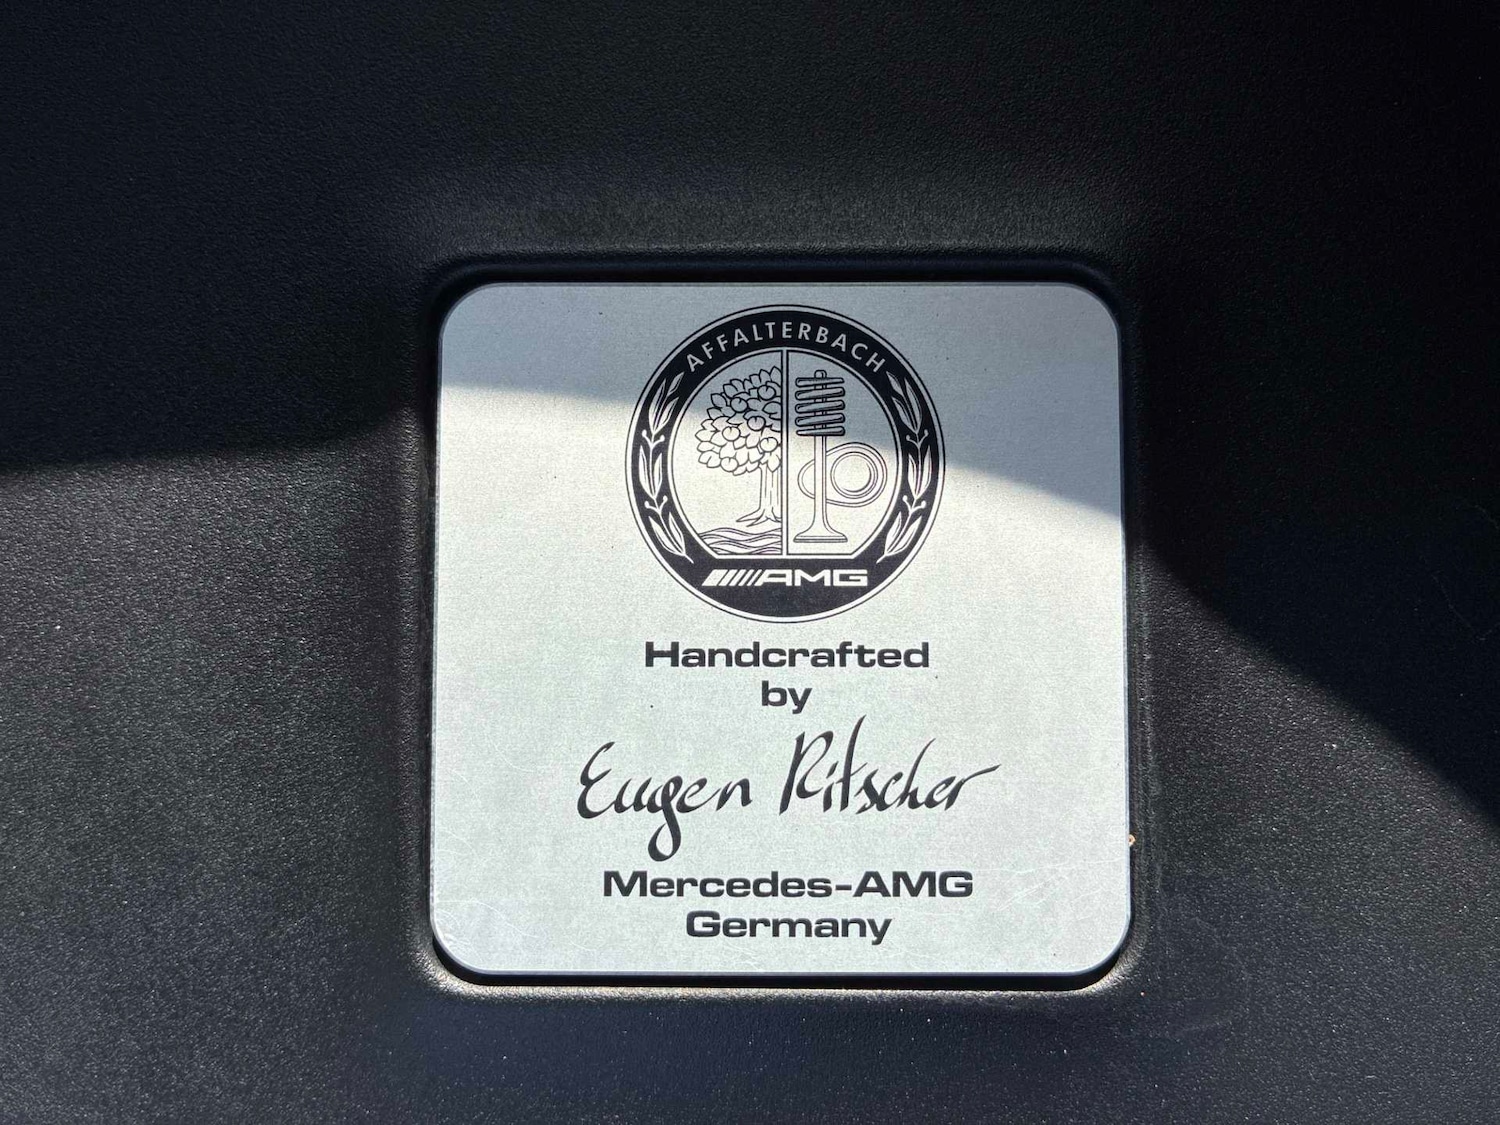 AFFALTERBACH
AMG
Handcrafted
by
Eugen Ritscher
Mercedes-AMG
Germany